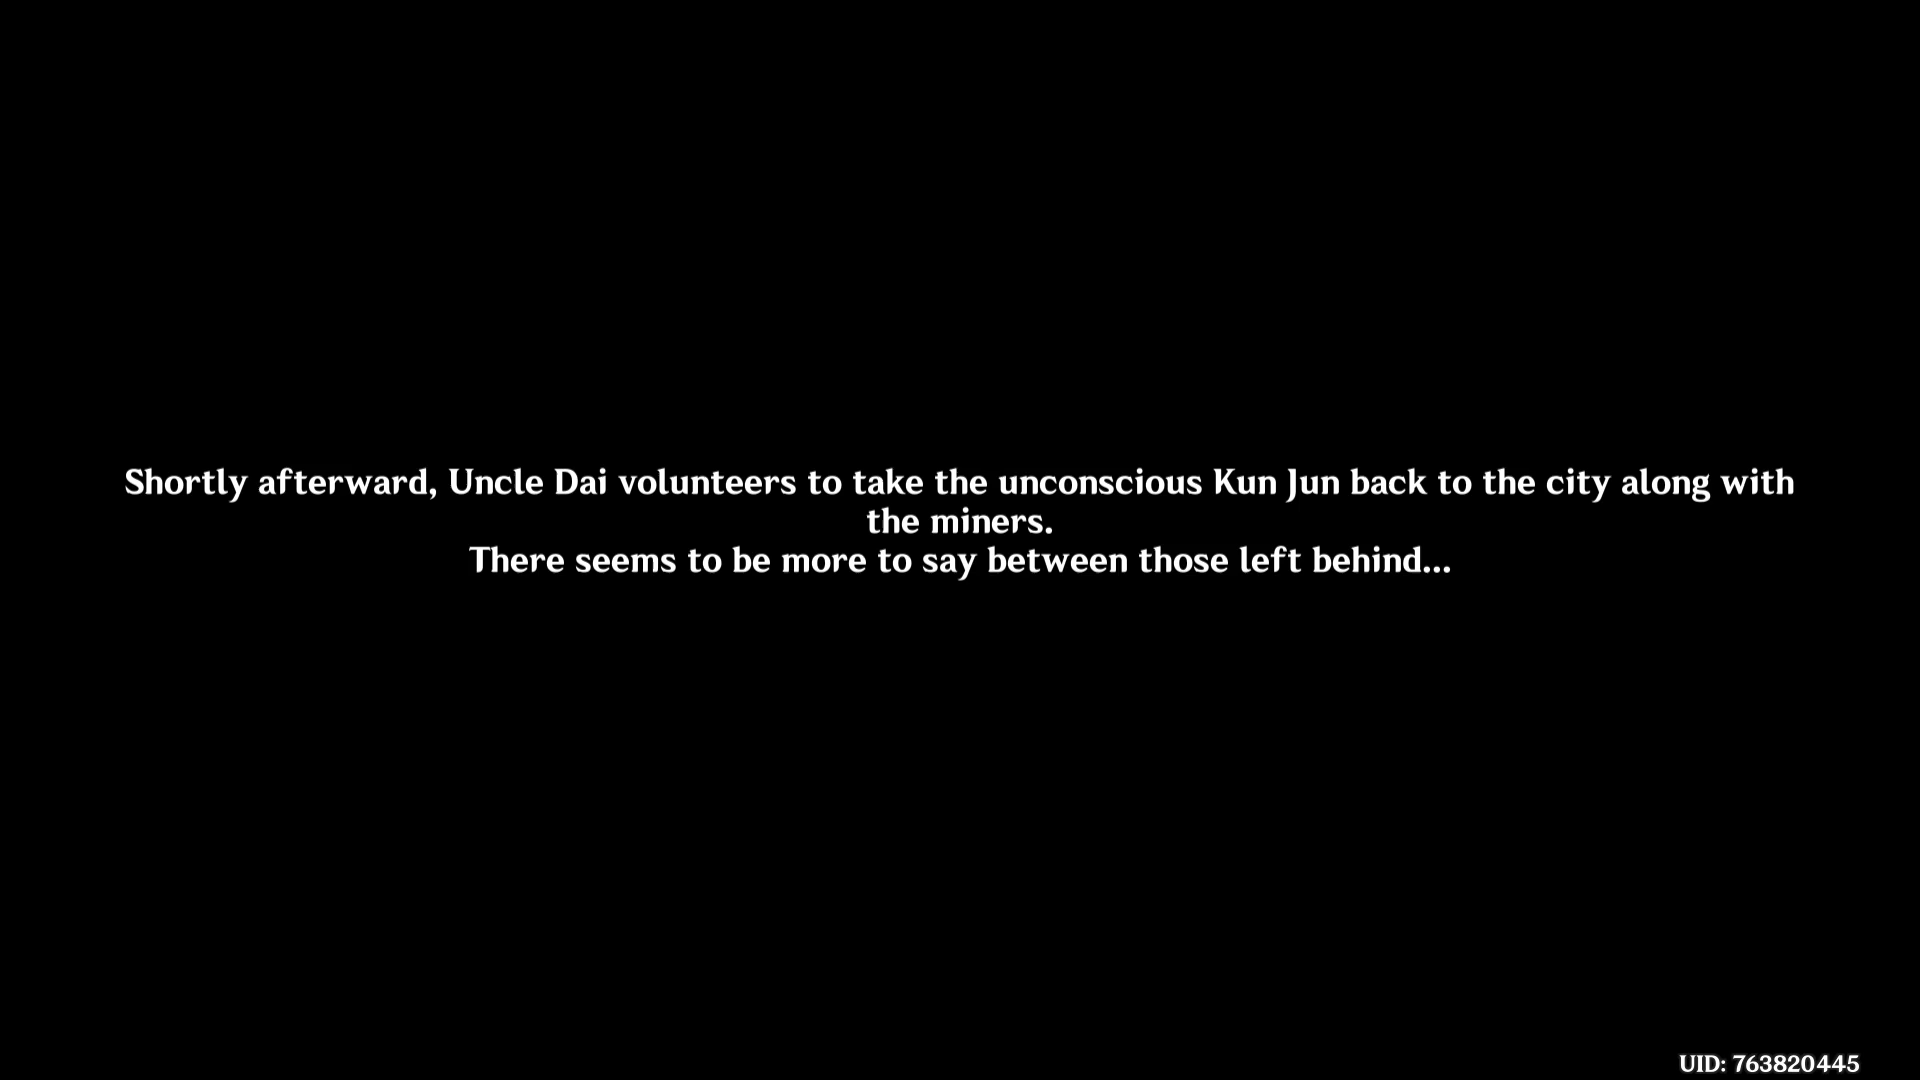 Shortly afterward, Uncle Dai volunteers to take the unconscious Kun Jun back to the city along with
the miners.
There seems to be more to say between those left behind...
UID: 763820445